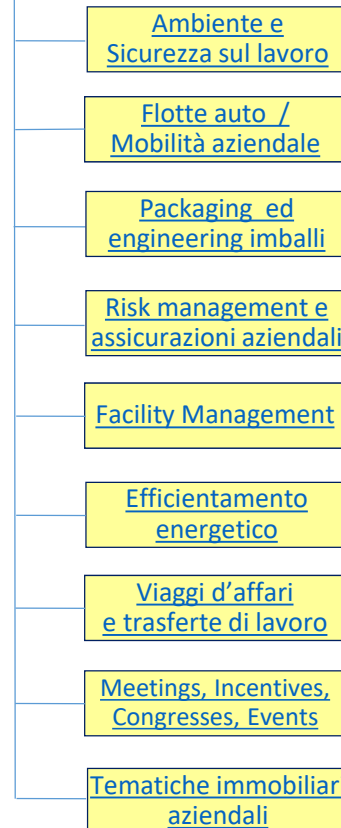 Ambiente e
Sicurezza sul lavoro
Flotte auto /
Mobilità aziendale
Packaging ed
engineering imballi
Risk management e
assicurazioni aziendali
Facility Management
Efficientamento
energetico
Viaggi d’affari
e trasferte di lavoro
Meetings, Incentives,
Congresses, Events
Tematiche immobiliar
aziendali